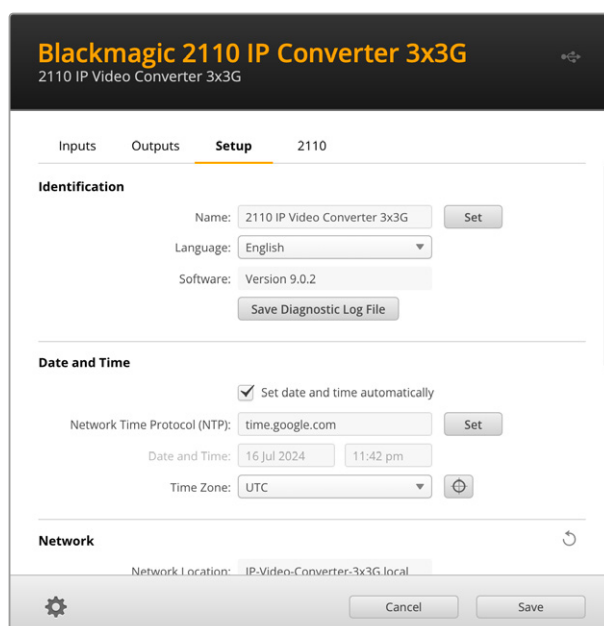 Blackmagic 2110 IP Converter 3x3G
2110 IP Video Converter 3x3G
Inputs Outputs Setup 2110
Identification
Name: 2110 IP Video Converter 3x3G Set
Language: English
Software: Version 9.0.2
Save Diagnostic Log File
Date and Time
Set date and time automatically
Network Time Protocol (NTP): time.google.com Set
Date and Time: 16 Jul 2024 11:42 pm
Time Zone: UTC
Network
Network Location: IP-Video-Converter-3x3G.local
Cancel Save